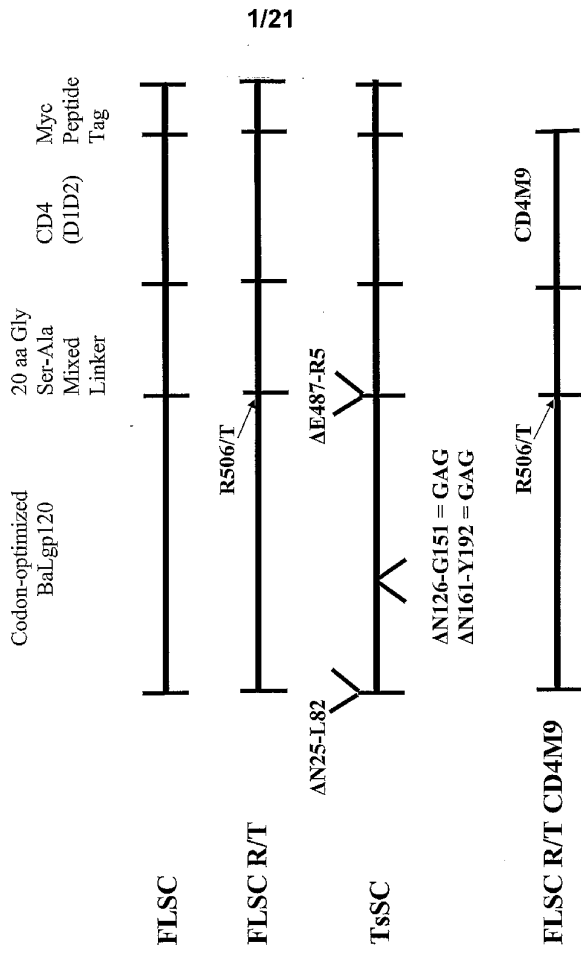 1/21
Codon-optimized
BaLgp120
20 aa Gly
Ser-Ala
Mixed
Linker
CD4
(D1D2)
Myc
Peptide
Tag
FLSC
FLSC R/T
R506/T
TsSC
ΔN25-L82
ΔE487-R5
ΔN126-G151 = GAG
ΔN161-Y192 = GAG
FLSC R/T CD4M9
R506/T
CD4M9